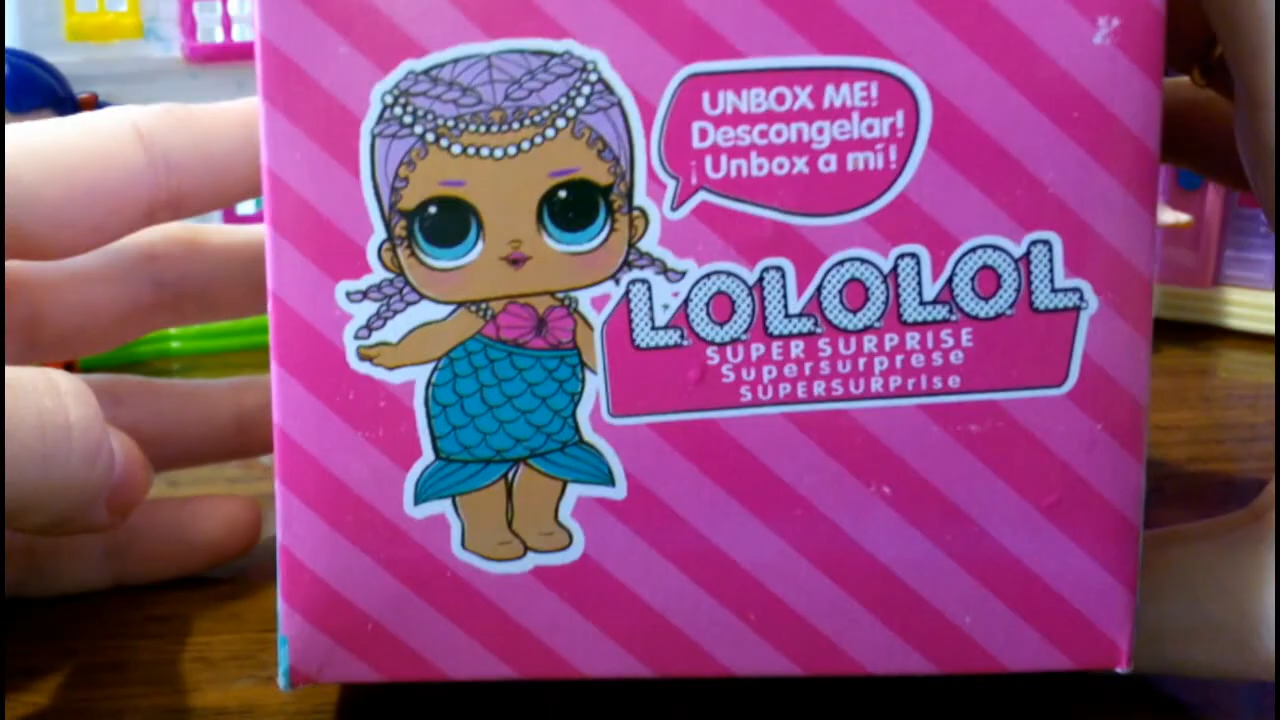 UNBOX ME!
Descongelar!
¡Unbox a mí!
LOLOLOL
SUPER SURPRISE
Supersurprese
SUPERSURPrIse